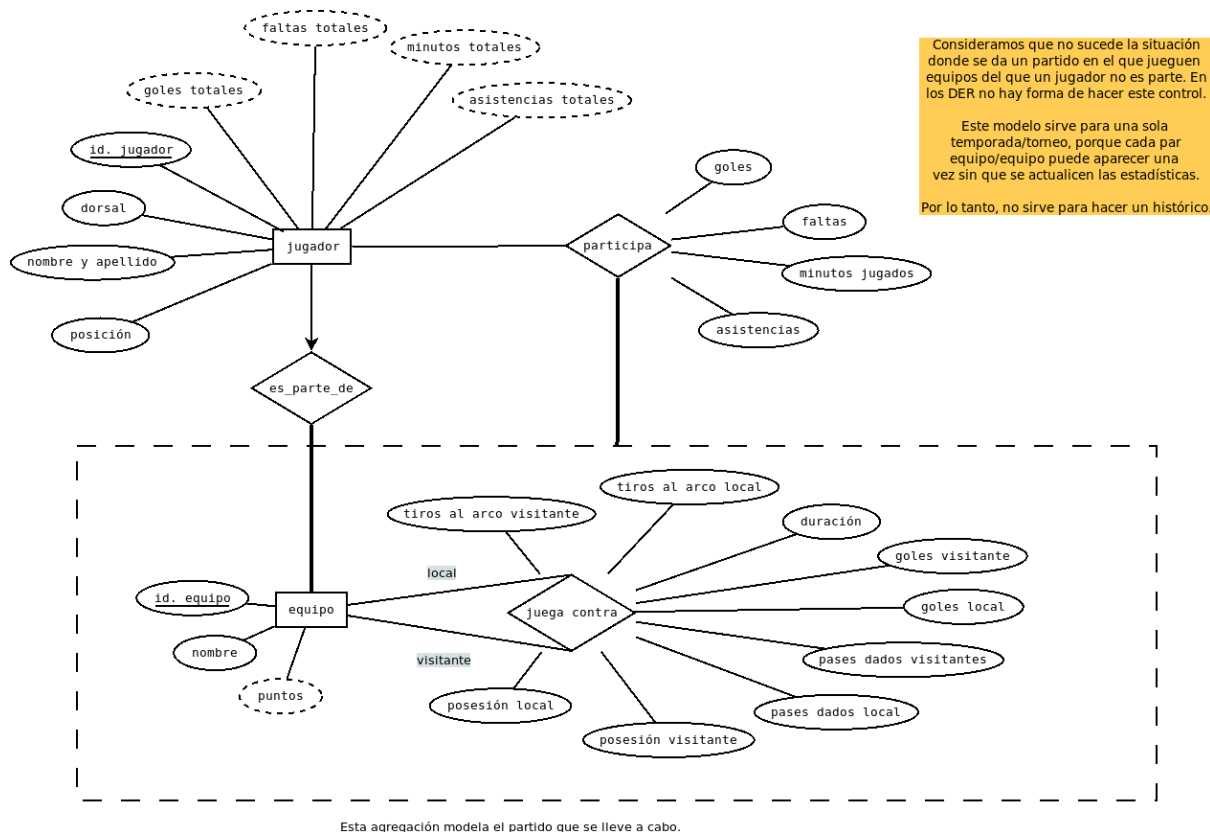 faltas totales
minutos totales
goles totales
asistencias totales
id. jugador
dorsal
nombre y apellido
posición
jugador
participa
goles
faltas
minutos jugados
asistencias
Consideramos que no sucede la situación
donde se da un partido en el que jueguen
equipos del que un jugador no es parte. En
los DER no hay forma de hacer este control.
Este modelo sirve para una sola
temporada/torneo, porque cada par
equipo/equipo puede aparecer una
vez sin que se actualicen las estadísticas.
Por lo tanto, no sirve para hacer un histórico.
es_parte_de
tiros al arco local
tiros al arco visitante
duración
goles visitante
local
id. equipo
equipo
juega contra
goles local
nombre
visitante
pases dados visitantes
puntos
posesión local
pases dados local
posesión visitante
Esta agregación modela el partido que se lleve a cabo.